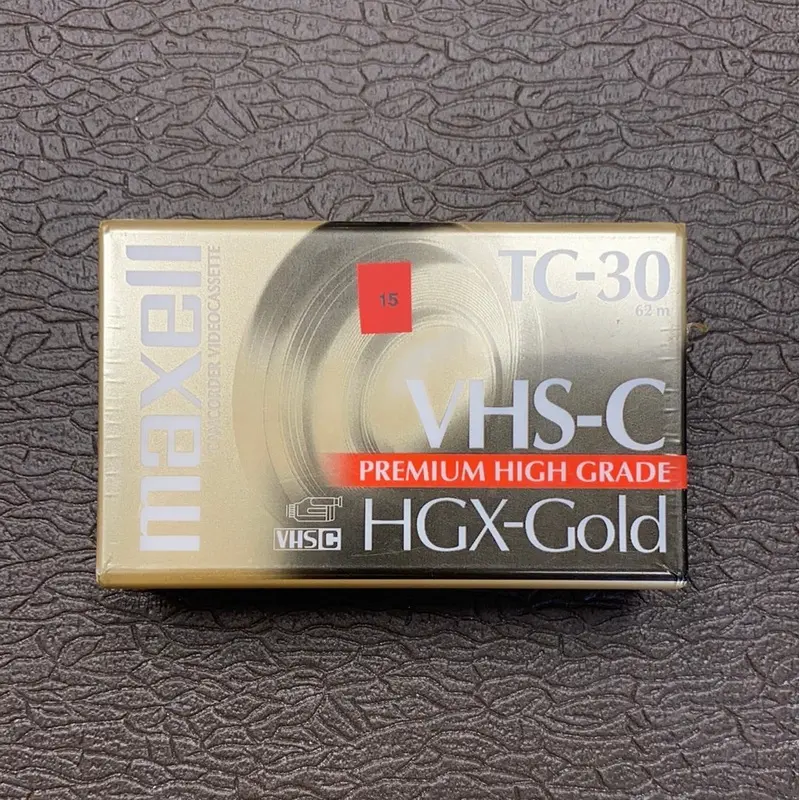 maxell
CAMCORDER VIDEOCASSETTE
15
TC-30
62 m
VHS-C
PREMIUM HIGH GRADE
VHS C
HGX-Gold